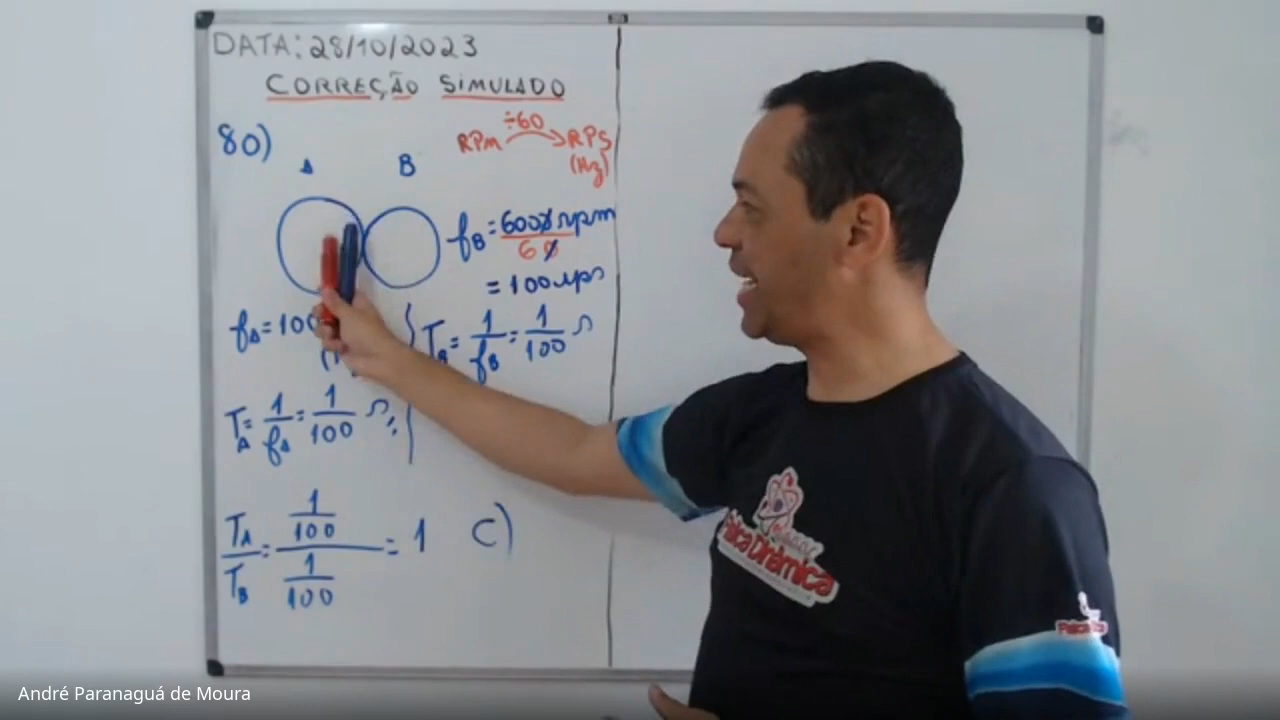 DATA: 28/10/2023
CORREÇÃO SIMULADO
80)
RPM ÷60 RPS
(Hz)
A B
fB = 6000 rpm
60
= 100 rps
fA = 100
TB = 1/fB = 1/100 s
TA = 1/fA = 1/100 s
TA/TB = 1/100 / 1/100 = 1 C)
Física Dinâmica
André Paranaguá de Moura